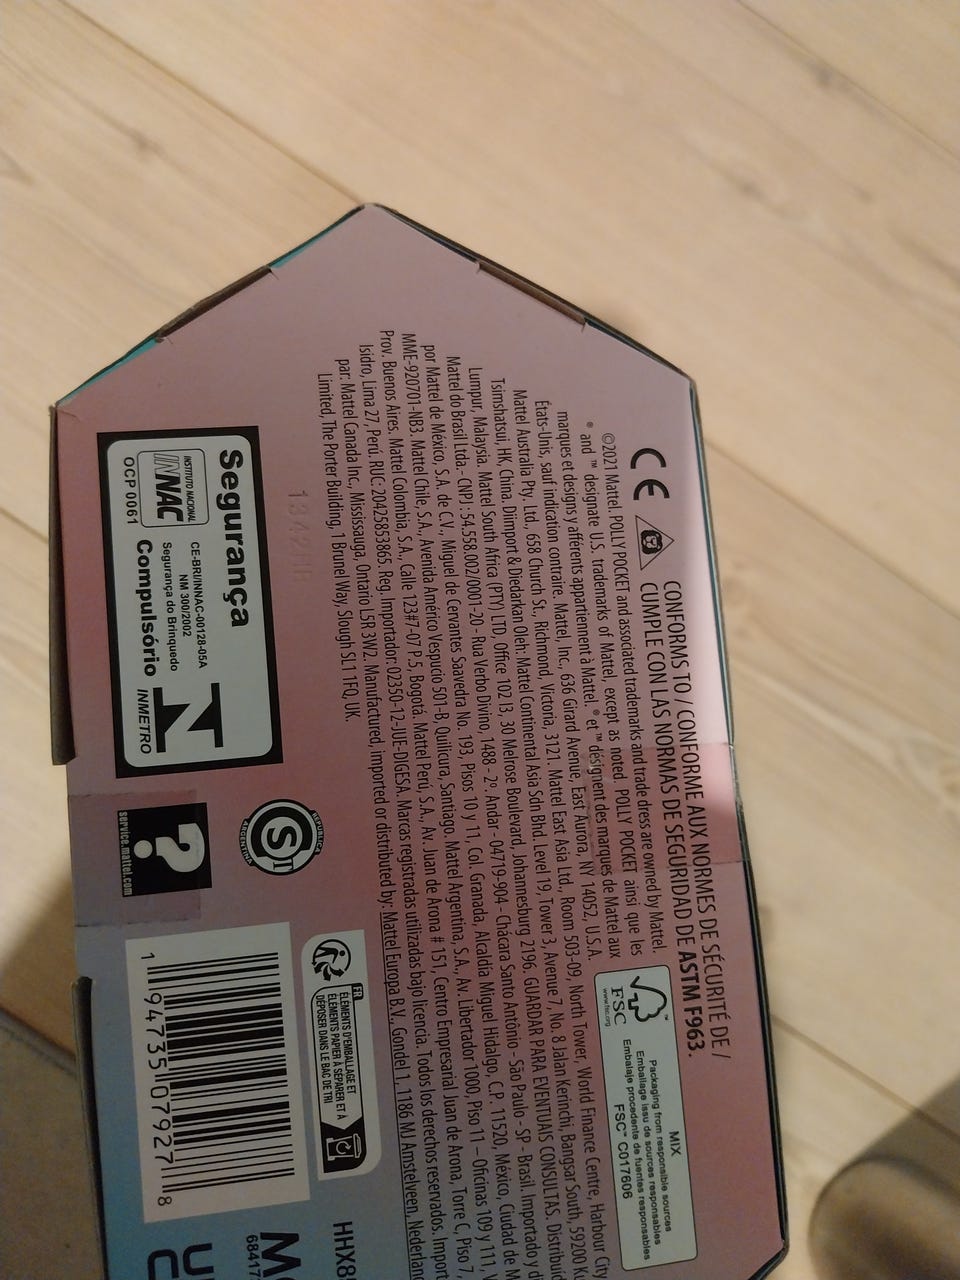 CONFORMS TO / CONFORME AUX NORMES DE SÉCURITÉ DE /
CUMPLE CON LAS NORMAS DE SEGURIDAD DE ASTM F963.
CE
©2021 Mattel. POLLY POCKET and associated trademarks and trade dress are owned by Mattel.
® and ™ designate U.S. trademarks of Mattel, except as noted. POLLY POCKET ainsi que les
marques et designs y afférents appartiennent à Mattel. ® et ™ désignent des marques de Mattel aux
États-Unis, sauf indication contraire. Mattel, Inc., 636 Girard Avenue, East Aurora, NY 14052, U.S.A.
Mattel Australia Pty. Ltd., 658 Church St., Richmond, Victoria 3121. Mattel East Asia Ltd., Room 503-09, North Tower, World Finance Centre, Harbour City
Tsimshatsui, HK, China. Diimport & Diedarkan Oleh: Mattel Continental Asia Sdn Bhd. Level 19, Tower 3, Avenue 7, No. 8 Jalan Kerinchi, Bangsar South, 59200
Lumpur, Malaysia. Mattel South Africa (PTY) LTD, Office 102 I3, 30 Melrose Boulevard, Johannesburg 2196. GUARDAR PARA EVENTUAIS CONSULTAS.
Mattel do Brasil Ltda.- CNPJ : 54.558.002/0001-20 - Rua Verbo Divino, 1488 - 2º. Andar - 04719-904 - Chácara Santo Antônio - São Paulo -SP - Brasil. Importado y
por Mattel de México, S.A. de C.V., Miguel de Cervantes Saavedra No. 193, Pisos 10 y 11, Col. Granada, Alcaldía Miguel Hidalgo, C.P. 11520, México, Ciudad de
MME-920701-NB3. Mattel Chile, S.A., Avenida Américo Vespucio 501-B, Quilicura, Santiago. Mattel Argentina, S.A., Av. Libertador 1000, Piso 11 – Oficinas 109 y 111,
Prov. Buenos Aires. Mattel Colombia, S.A., Calle 123#7-07 P.5, Bogotá. Mattel Perú, S.A., Av. Juan de Arona # 151, Centro Empresarial Juan de Arona, Torre C, Piso 7,
Isidro, Lima 27, Perú. RUC: 20425853865. Reg. Importador: 02350-12-JUE-DIGESA. Marcas registradas utilizadas bajo licencia. Todos los derechos reservados.
par: Mattel Canada Inc., Mississauga, Ontario L5R 3W2. Manufactured, imported or distributed by: Mattel Europa B.V., Gondel 1, 1186 MJ Amstelveen,
Limited, The Porter Building, 1 Brunel Way, Slough SL1 1FQ, UK.
FSC™
www.fsc.org
MIX
Packaging from responsible sources
Emballage issu de sources responsables
Embalaje procedente de fuentes responsables
FSC™ C017606
Segurança
INSTITUTO NACIONAL
INNAC
OCP 0061
CE-BRI/INNAC-00128-05A
NM 300/2002
Segurança do Brinquedo
Compulsório
INMETRO
REPUBLICA
S
ARGENTINA
?
service.mattel.com
FR
ÉLÉMENTS D'EMBALLAGE ET
ÉLÉMENTS PAPIER À SÉPARER ET À
DÉPOSER DANS LE BAC DE TRI
1 94735 07927 8